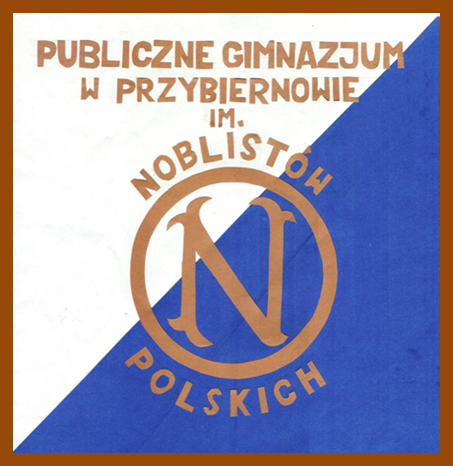 PUBLICZNE GIMNAZJUM
W PRZYBIERNOWIE
IM.
NOBLISTÓW
N
POLSKICH